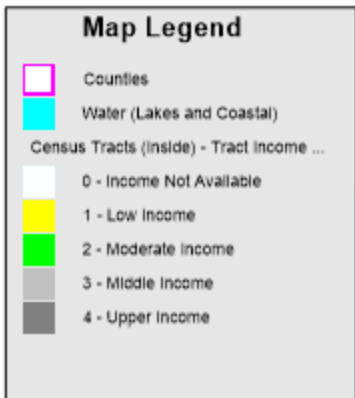 Map Legend
Counties
Water (Lakes and Coastal)
Census Tracts (Inside) - Tract Income ...
0 - Income Not Available
1 - Low Income
2 - Moderate Income
3 - Middle Income
4 - Upper Income